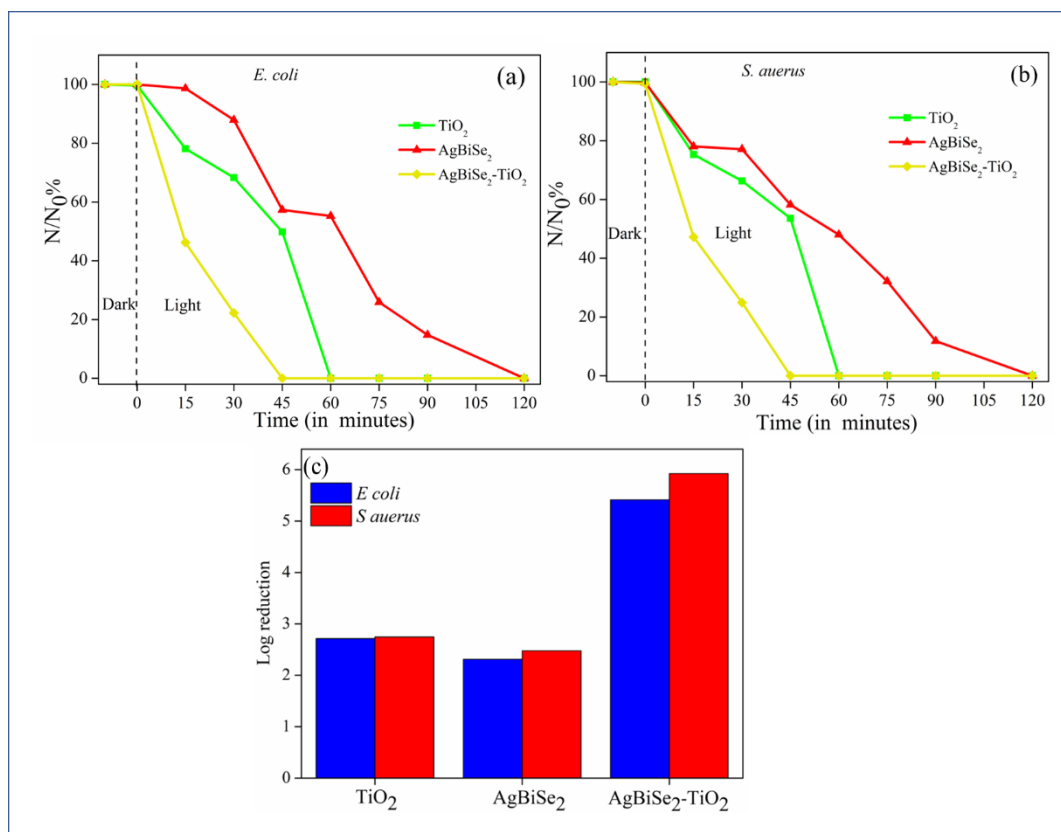 E. coli
(a)
TiO2
AgBiSe2
AgBiSe2-TiO2
Dark
Light
N/N0%
100
80
60
40
20
0
0 15 30 45 60 75 90 105 120
Time (in minutes)
S. auerus
(b)
TiO2
AgBiSe2
AgBiSe2-TiO2
Dark
Light
N/N0%
100
80
60
40
20
0
0 15 30 45 60 75 90 105 120
Time (in minutes)
(c)
E coli
S auerus
Log reduction
6
5
4
3
2
1
0
TiO2 AgBiSe2 AgBiSe2-TiO2